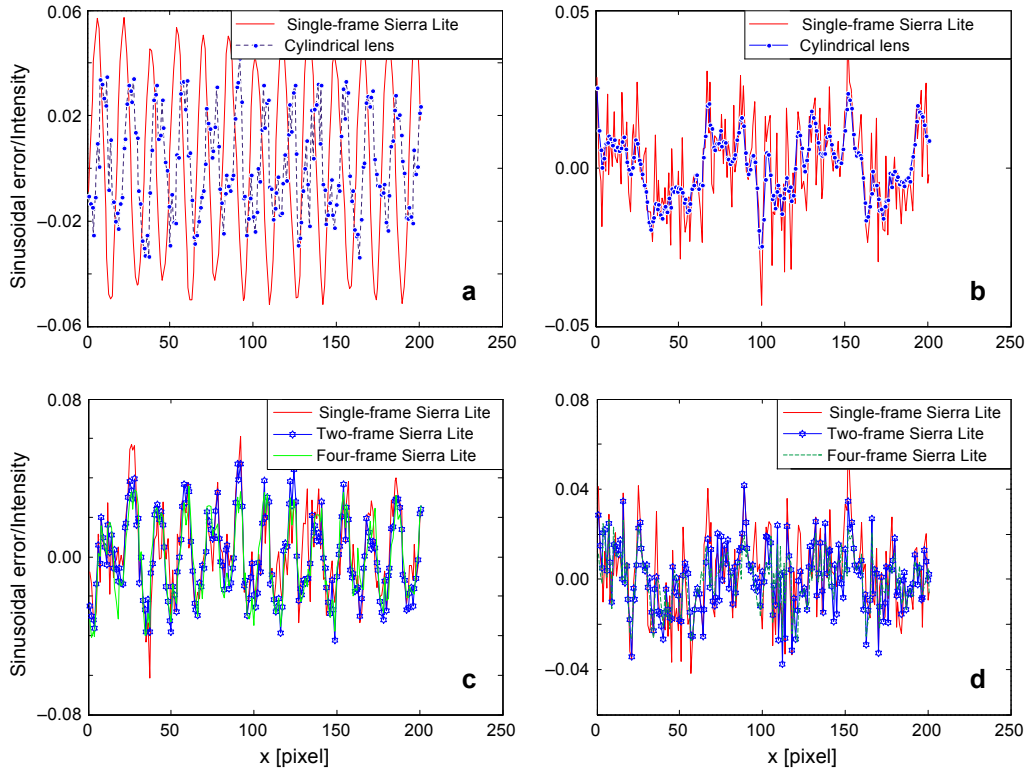 0.06
0.02
–0.02
–0.06
Sinusoidal error/Intensity
Single-frame Sierra Lite
Cylindrical lens
a
0 50 100 150 200 250
0.05
0.00
–0.05
Single-frame Sierra Lite
Cylindrical lens
b
0 50 100 150 200 250
0.08
0.00
–0.08
Sinusoidal error/Intensity
Single-frame Sierra Lite
Two-frame Sierra Lite
Four-frame Sierra Lite
c
0 50 100 150 200 250
x [pixel]
0.08
0.04
0.00
–0.04
Single-frame Sierra Lite
Two-frame Sierra Lite
Four-frame Sierra Lite
d
0 50 100 150 200 250
x [pixel]